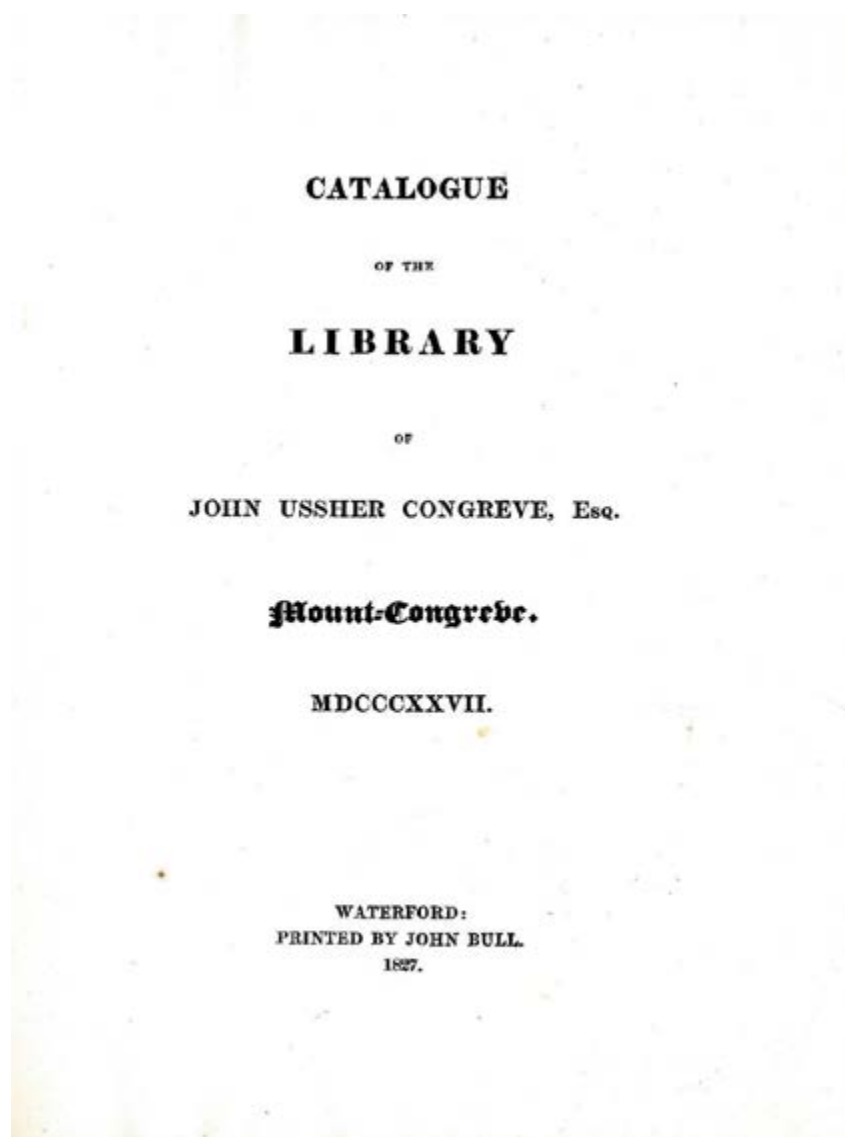 CATALOGUE
OF THE
LIBRARY
OF
JOHN USSHER CONGREVE, Esq.
Mount-Congreve.
MDCCCXXVII.
WATERFORD:
PRINTED BY JOHN BULL.
1827.